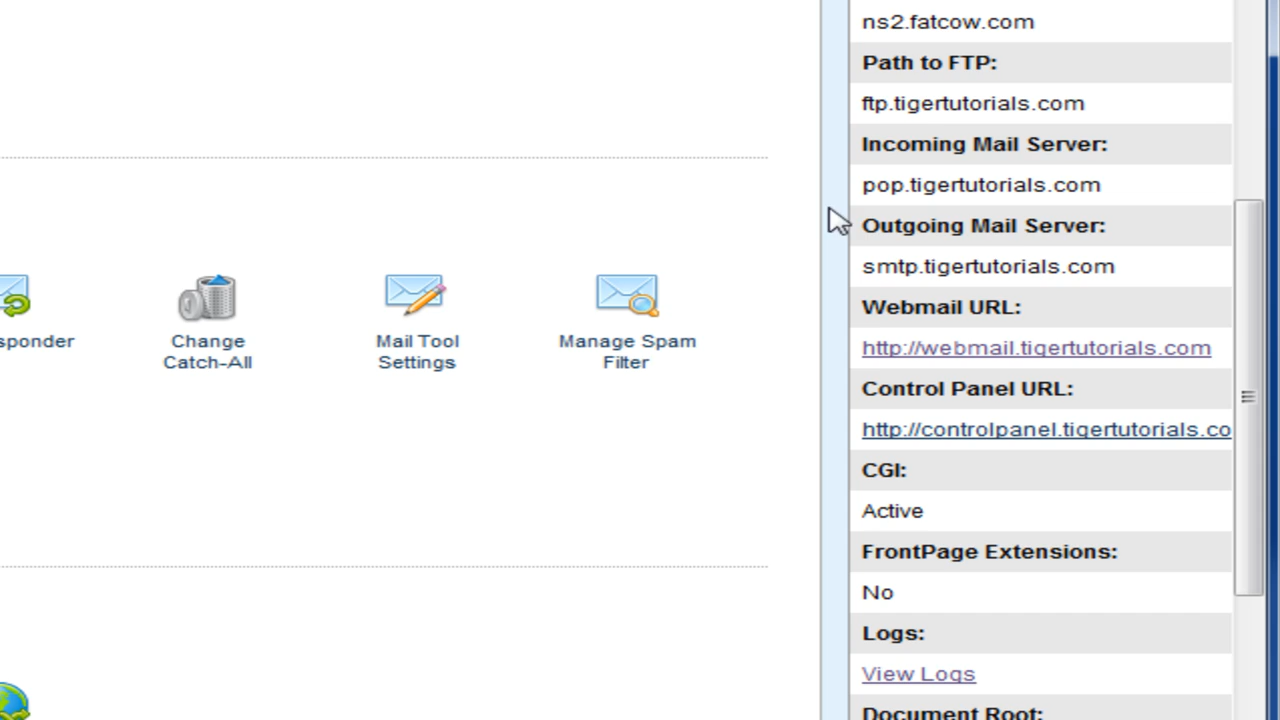 ns2.fatcow.com
Path to FTP:
ftp.tigertutorials.com
Incoming Mail Server:
pop.tigertutorials.com
Outgoing Mail Server:
smtp.tigertutorials.com
Webmail URL:
http://webmail.tigertutorials.com
Control Panel URL:
http://controlpanel.tigertutorials.co
CGI:
Active
FrontPage Extensions:
No
Logs:
View Logs
Document Root:
sponder
Change
Catch-All
Mail Tool
Settings
Manage Spam
Filter